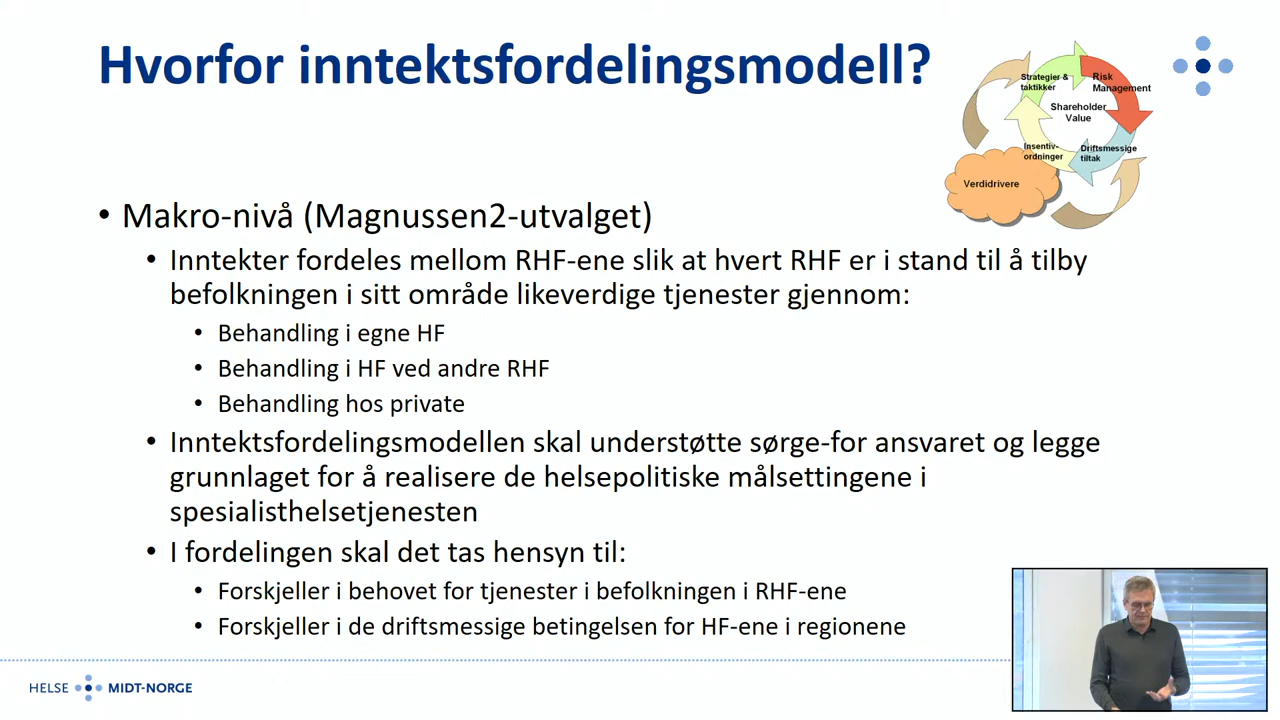 Hvorfor inntektsfordelingsmodell?
Strategier &
taktikker
Risk
Management
Shareholder
Value
Insentiv-
ordninger
Driftsmessige
tiltak
Verdidrivere
• Makro-nivå (Magnussen2-utvalget)
• Inntekter fordeles mellom RHF-ene slik at hvert RHF er i stand til å tilby
befolkningen i sitt område likeverdige tjenester gjennom:
• Behandling i egne HF
• Behandling i HF ved andre RHF
• Behandling hos private
• Inntektsfordelingsmodellen skal understøtte sørge-for ansvaret og legge
grunnlaget for å realisere de helsepolitiske målsettingene i
spesialisthelsetjenesten
• I fordelingen skal det tas hensyn til:
• Forskjeller i behovet for tjenester i befolkningen i RHF-ene
• Forskjeller i de driftsmessige betingelsen for HF-ene i regionene
HELSE MIDT-NORGE